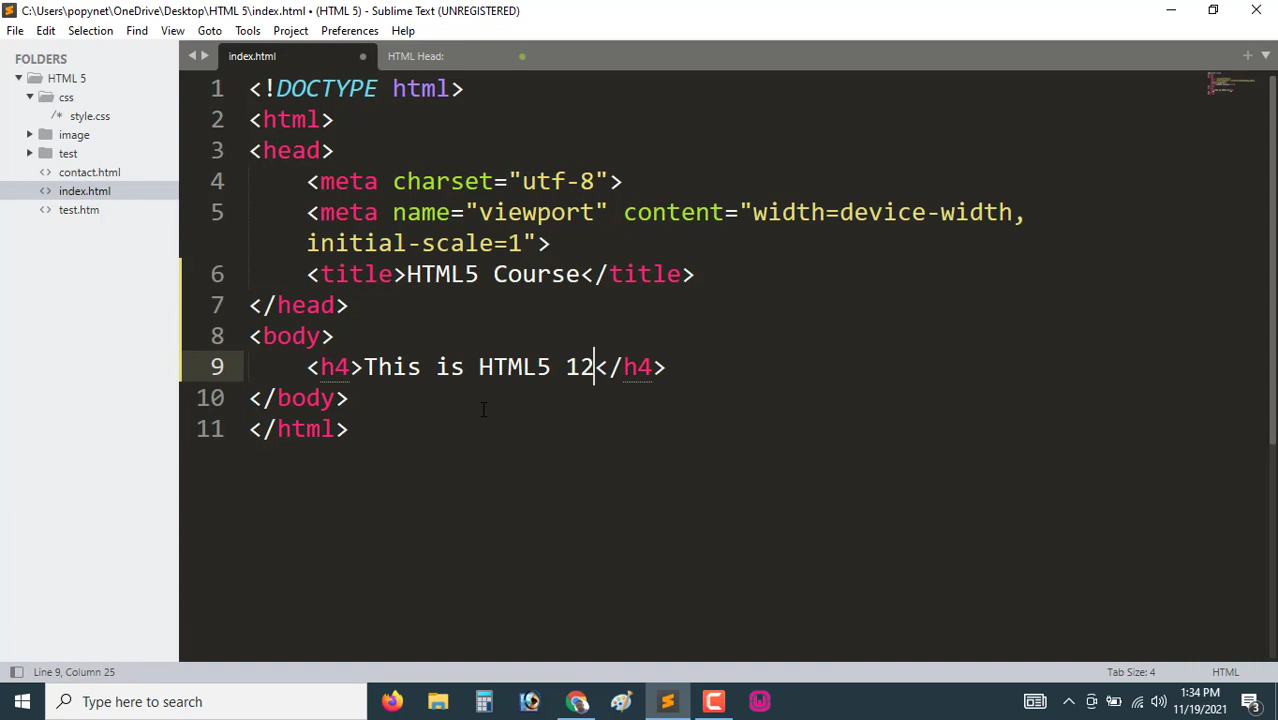 C:\Users\popynet\OneDrive\Desktop\HTML 5\index.html • (HTML 5) - Sublime Text (UNREGISTERED)
File Edit Selection Find View Goto Tools Project Preferences Help
FOLDERS
HTML 5
css
/* style.css
image
test
<> contact.html
<> index.html
<> test.htm
index.html
HTML Head:
1 <!DOCTYPE html>
2 <html>
3 <head>
4 <meta charset="utf-8">
5 <meta name="viewport" content="width=device-width,
initial-scale=1">
6 <title>HTML5 Course</title>
7 </head>
8 <body>
9 <h4>This is HTML5 12</h4>
10 </body>
11 </html>
Line 9, Column 25
Tab Size: 4
HTML
Type here to search
1:34 PM
11/19/2021
3